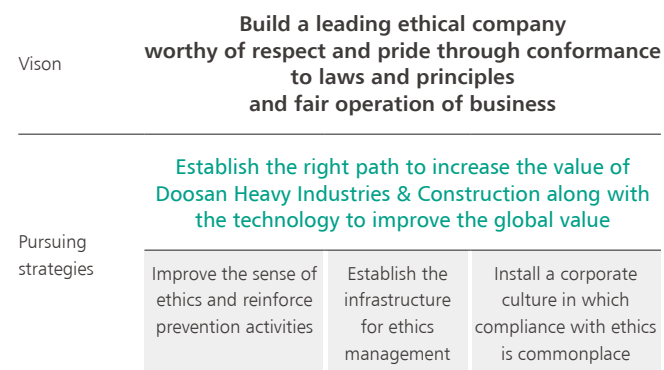 Vison
Build a leading ethical company
worthy of respect and pride through conformance
to laws and principles
and fair operation of business
Pursuing
strategies
Establish the right path to increase the value of
Doosan Heavy Industries & Construction along with
the technology to improve the global value
Improve the sense of
ethics and reinforce
prevention activities
Establish the
infrastructure
for ethics
management
Install a corporate
culture in which
compliance with ethics
is commonplace